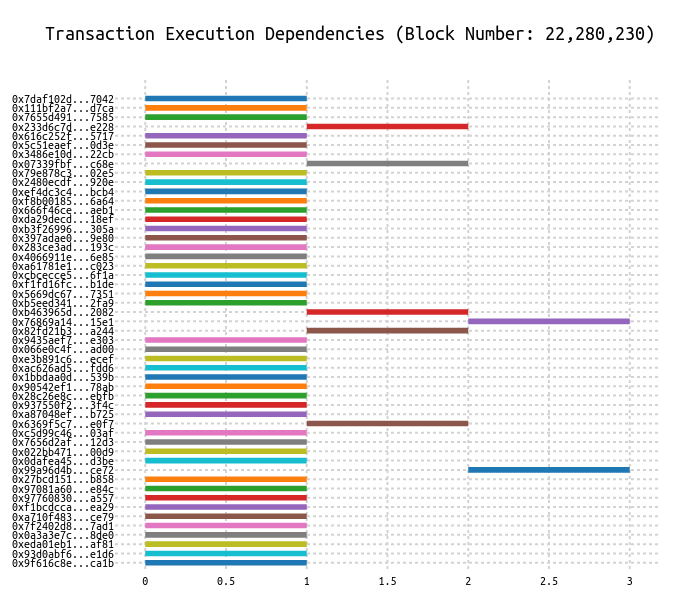 Transaction Execution Dependencies (Block Number: 22,280,230)
0x7daf102d...7042
0x111bf2a7...d7ca
0x7655d491...7585
0x233d6c7d...e228
0x616c252f...5717
0x5c51eaef...0d3e
0x3486e10d...22cb
0x07339fbf...c68e
0x79e878c3...02e5
0x2480ecdf...920e
0xef4dc3c4...bcb4
0xf8b00185...6a64
0x666f46ce...aeb1
0xda29decd...18ef
0xb3f26996...305a
0x397adae0...9e80
0x283ce3ad...193c
0x4066911e...6e85
0xa61781e1...c023
0xcbcecce5...6f1a
0xf1fd16fc...b1de
0x5669dc67...7351
0xb5eed341...2fa9
0xb463965d...2082
0x76869a14...15e1
0x82fd21b3...a244
0x9435aef7...e303
0x066e0c4f...ad00
0xe3b891c6...ecef
0xac626ad5...fdd6
0x1bbdaa0d...539b
0x90542ef1...78ab
0x28c26e8c...ebfb
0x937550f2...3f4c
0xa87048ef...b725
0x6369f5c7...e0f7
0xc5d99c46...03af
0x7656d2af...12d3
0x022bb471...00d9
0x0dafea45...d3be
0x99a96d4b...ce72
0x27bcd151...b858
0x97081a60...e84c
0x97760830...a557
0xf1bcdcca...ea29
0xa710f483...ce79
0x7f2402d8...7ad1
0x0a3a3e7c...8de0
0xeda01eb1...af81
0x93d0abf6...e1d6
0x9f616c8e...ca1b
0 0.5 1 1.5 2 2.5 3